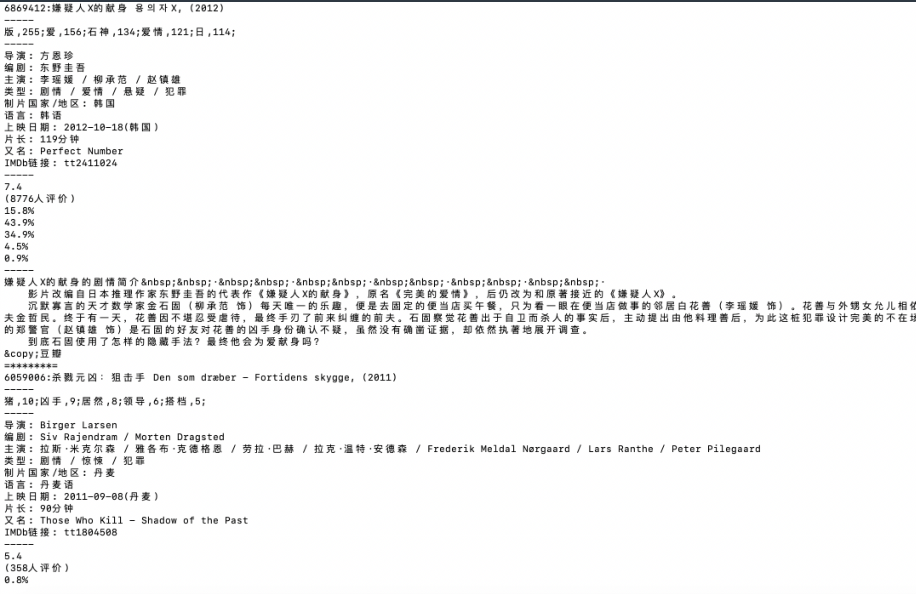 6869412:嫌疑人X的献身 용의자X, (2012)
-----
版,255;爱,156;石神,134;爱情,121;日,114;
-----
导演: 方恩珍
编剧: 东野圭吾
主演: 李瑶媛 / 柳承范 / 赵镇雄
类型: 剧情 / 爱情 / 悬疑 / 犯罪
制片国家/地区: 韩国
语言: 韩语
上映日期: 2012-10-18(韩国)
片长: 119分钟
又名: Perfect Number
IMDb链接: tt2411024
-----
7.4
(8776人评价)
15.8%
43.9%
34.9%
4.5%
0.9%
-----
嫌疑人X的献身的剧情简介&nbsp;&nbsp;·&nbsp;&nbsp;·&nbsp;&nbsp;·&nbsp;&nbsp;·&nbsp;&nbsp;·&nbsp;&nbsp;·
影片改编自日本推理作家东野圭吾的代表作《嫌疑人X的献身》，原名《完美的爱情》，后仍改为和原著接近的《嫌疑人X》。
沉默寡言的天才数学家金石固（柳承范 饰）每天唯一的乐趣，便是去固定的便当店买午餐，只为看一眼在便当店做事的邻居白花善（李瑶媛 饰）。花善与外甥女允儿相依
夫金哲民。终于有一天，花善因不堪忍受虐待，最终手刃了前来纠缠的前夫。石固察觉花善出于自卫而杀人的事实后，主动提出由他料理善后，为此这桩犯罪设计完美的不在场
的郑警官（赵镇雄 饰）是石固的好友对花善的凶手身份确认不疑，虽然没有确凿证据，却依然执著地展开调查。
到底石固使用了怎样的隐藏手法？最终他会为爱献身吗？
&copy;豆瓣
=*******=
6059006:杀戮元凶：狙击手 Den som dræber - Fortidens skygge, (2011)
-----
猪,10;凶手,9;居然,8;领导,6;搭档,5;
-----
导演: Birger Larsen
编剧: Siv Rajendram / Morten Dragsted
主演: 拉斯·米克尔森 / 雅各布·克德格恩 / 劳拉·巴赫 / 拉克·温特·安德森 / Frederik Meldal Nørgaard / Lars Ranthe / Peter Pilegaard
类型: 剧情 / 惊悚 / 犯罪
制片国家/地区: 丹麦
语言: 丹麦语
上映日期: 2011-09-08(丹麦)
片长: 90分钟
又名: Those Who Kill - Shadow of the Past
IMDb链接: tt1804508
-----
5.4
(358人评价)
0.8%